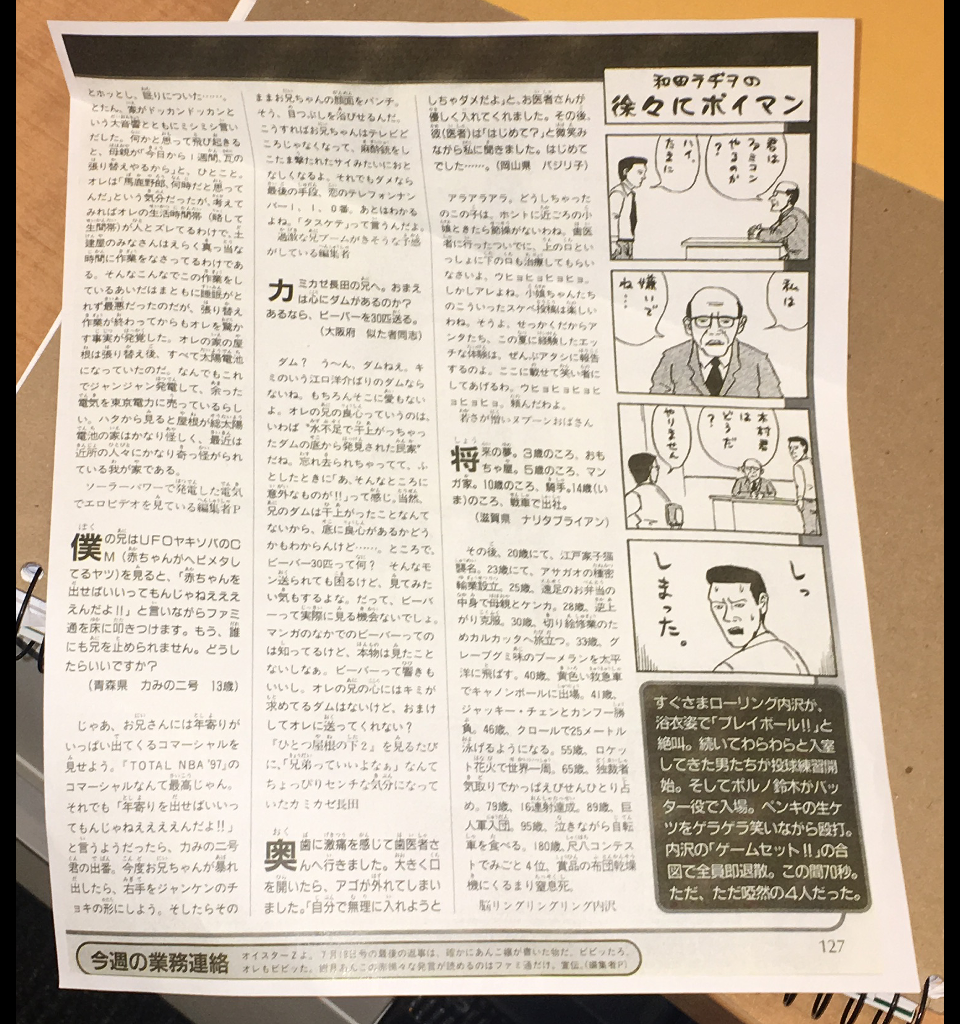 とホッとし、眠りについた……。
とたん、家がドッカンドッカンと
いう大音響とともにミシミシ言い
だした。何かと思って飛び起きる
と、母親が「今日から1週間、瓦の
張り替えやるから」と、ひとこと。
オレは「馬鹿野郎、何時だと思って
んだ」という気分だったが、考えて
みればオレの生活時間帯（略して
生間帯）が人とズレてるわけで、土
建屋のみなさんはえらく真っ当な
時間に作業をなさってるわけであ
る。そんなこんなでこの作業をし
ているあいだはまともに睡眠がと
れず最悪だったのだが、張り替え
作業が終わってからもオレを驚か
す事実が発覚した。オレの家の屋
根は張り替え後、すべて太陽電池
になっていたのだ。なんでもこれ
でジャンジャン発電して、余った
電気を東京電力に売っているらし
い。ハタから見ると屋根が総太陽
電池の家はかなり怪しく、最近は
近所の人々にかなり奇っ怪がられ
ている我が家である。
ソーラーパワーで発電した電気
でエロビデオを見ている編集者P
僕の兄はUFOヤキソバのC
M（赤ちゃんがヘビメタし
てるヤツ）を見ると、「赤ちゃんを
出せばいいってもんじゃねえええ
えんだよ!!」と言いながらファミ
通を床に叩きつけます。もう、誰
にも兄を止められません。どうし
たらいいですか？
（青森県　力みの二号　13歳）
じゃあ、お兄さんには年寄りが
いっぱい出てくるコマーシャルを
見せよう。「TOTAL NBA '97」の
コマーシャルなんて最高じゃん。
それでも「年寄りを出せばいいっ
てもんじゃねえええええんだよ!!」
と言うようだったら、力みの二号
君の出番。今度お兄ちゃんが暴れ
出したら、右手をジャンケンのチ
ョキの形にしよう。そしたらその
ままお兄ちゃんの顔面をパンチ。
そう、目つぶしを浴びせるんだ。
こうすればお兄ちゃんはテレビど
ころじゃなくなって、麻酔銃をし
こたま撃たれたサイみたいにおと
なしくなるよ。それでもダメなら
最後の手段、恋のテレフォンナン
バー1、1、0番。あとはわかる
よね。「タスケテ」って言うんだよ。
過激な兄ブームがきそうな予感
がしている編集者
カミカゼ長田の兄へ。おまえ
は心にダムがあるのか？
あるなら、ビーバーを30匹送る。
（大阪府　似た者同志）
ダム？　う〜ん、ダムねえ。キ
ミのいう江口洋介ばりのダムなら
ないね。もちろんそこに愛もない
よ。オレの兄の良心っていうのは、
いわば“水不足で干上がっちゃっ
たダムの底から発見された民家”
だね。忘れ去られちゃってて、ふ
としたときに「あ、そんなところに
意外なものが!!」って感じ。当然、
兄のダムは干上がったことなんて
ないから、底に良心があるかどう
かもわからんけど……。ところで、
ビーバー30匹って何？　そんなモ
ン送られても困るけど、見てみた
い気もするよな。だって、ビーバ
ーって実際に見る機会ないでしょ。
マンガのなかでのビーバーっての
は知ってるけど、本物は見たこと
ないしなぁ。ビーバーって響きも
いいし。オレの兄の心にはキミが
求めてるダムはないけど、おまけ
としてオレに送ってくれない？
『ひとつ屋根の下2』を見るたび
に、「兄弟っていいよなぁ」なんて
ちょっぴりセンチな気分になって
いたカミカゼ長田
奥歯に激痛を感じて歯医者さ
んへ行きました。大きく口
を開いたら、アゴが外れてしまい
ました。「自分で無理に入れようと
しちゃダメだよ」と、お医者さんが
優しく入れてくれました。その後、
彼（医者）は「はじめて？」と微笑み
ながら私に聞きました。はじめて
でした……。（岡山県　バジリ子）
アラアラアラ。どうしちゃった
のこの子は。ホントに近ごろの小
娘ときたら節操がないわね。歯医
者に行ったついでに、上の口とい
っしょに下の口も治療してもらい
なさいよ。ウヒョヒョヒョヒョ。
しかしアレよね。小娘ちゃんたち
のこういったスケベ投稿は楽しい
わね。そうよ、せっかくだからア
ンタたち、この夏に経験したエッ
チな体験は、ぜんぶアタシに報告
するのよ。ここに載せて笑い者に
してあげるわ。ウヒョヒョヒョヒ
ョヒョヒョ。頼んだわよ。
若さが憎いヌプーンおばさん
将来の夢。3歳のころ、おも
ちゃ屋。5歳のころ、マン
ガ家。10歳のころ、騎手。14歳（い
ま）のころ、戦車で出社。
（滋賀県　ナリタブライアン）
その後、20歳にて、江戸家子猫
襲名。23歳にて、アサガオの種密
輸業設立。25歳、遠足のお弁当の
中身で母親とケンカ。28歳、逆上
がり克服。30歳、切り絵修業のた
めカルカッタへ旅立つ。33歳、グ
レープグミ味のブーメランを太平
洋に飛ばす。40歳、黄色い救急車
でキャノンボールに出場。41歳、
ジャッキー・チェンとカンフー勝
負。46歳、クロールで25メートル
泳げるようになる。55歳、ロケッ
ト花火で世界一周。65歳、独裁者
気取りでかっぱえびせんひとり占
め。79歳、16連射達成。89歳、巨
人軍入団。95歳、泣きながら自転
車を食べる。180歳、尺八コンテス
トでみごと4位、賞品の布団乾燥
機にくるまり窒息死。
脳リングリングリング内沢
和田ラヂヲの
徐々にポイマン
君は
ファミコン
やるのか
？
ハイ、
たまに
私は
嫌いで
ね…
木村君
はどうだ
？
やりません
しっ
しまった。
すぐさまローリング内沢が、
浴衣姿で「プレイボール!!」と
絶叫。続いてわらわらと入室
してきた男たちが投球練習開
始。そしてポルノ鈴木がバッ
ター役で入場。ペンキの生ケ
ツをゲラゲラ笑いながら殴打。
内沢の「ゲームセット!!」の合
図で全員即退散。この間70秒。
ただ、ただ啞然の4人だった。
今週の業務連絡
オイスターZよ。7月18日号の最後の返事は、確かにあんこ嬢が書いた物だ。ビビッたろ。
オレもビビッた。岩井あんこの赤裸々な発言が読めるのはファミ通だけ。宣伝。（編集者P）
127